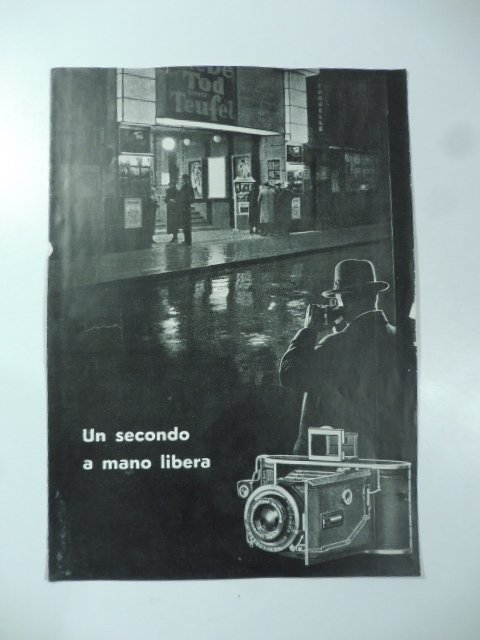 Tod
Teufel
Un secondo
a mano libera